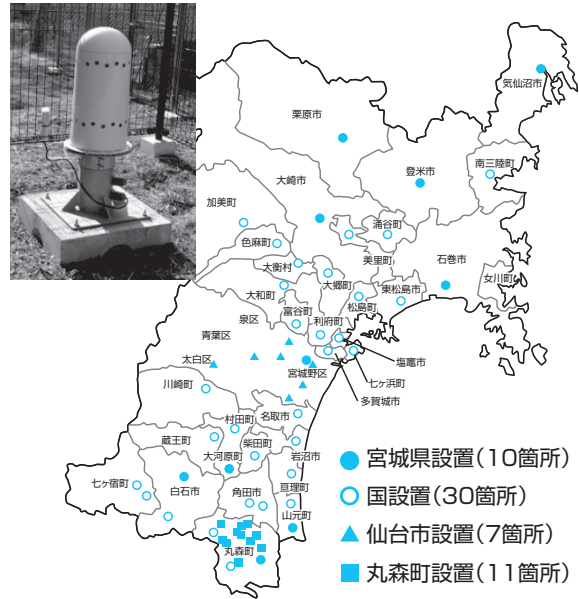 気仙沼市
栗原市
南三陸町
登米市
大崎市
加美町
涌谷町
色麻町
美里町
石巻市
大衡村
女川町
大郷町
東松島市
大和町
松島町
富谷町
利府町
泉区
青葉区
塩竈市
太白区
宮城野区
七ヶ浜町
川崎町
多賀城市
名取市
村田町
蔵王町
柴田町
岩沼市
大河原町
七ヶ宿町
白石市
角田市
亘理町
山元町
丸森町
宮城県設置(10箇所)
国設置(30箇所)
仙台市設置(7箇所)
丸森町設置(11箇所)